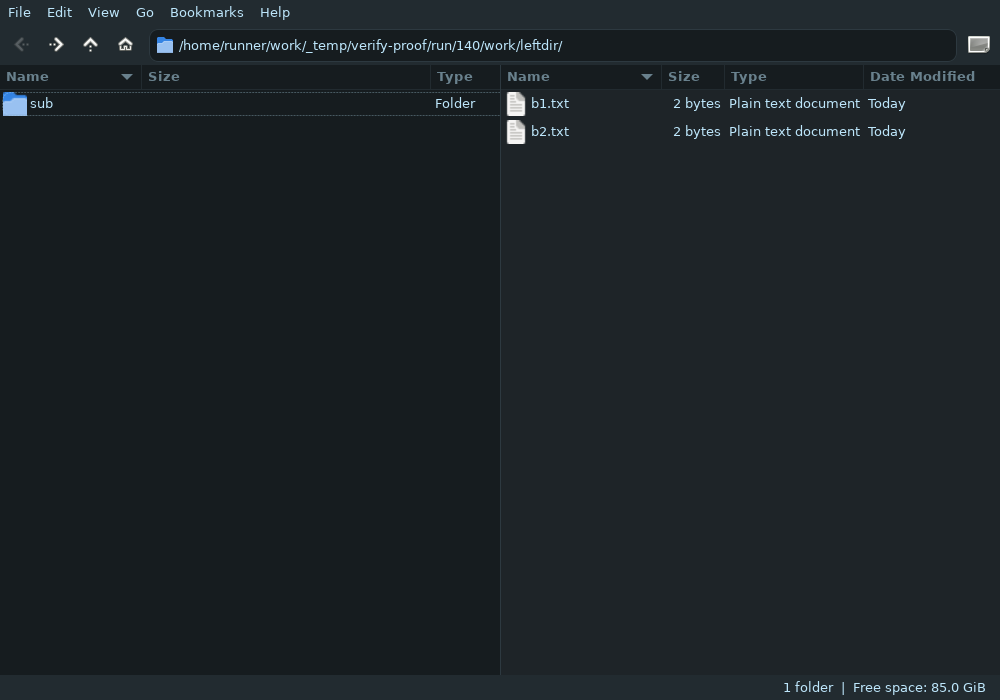 File Edit View Go Bookmarks Help
/home/runner/work/_temp/verify-proof/run/140/work/leftdir/
Name Size Type Name Size Type Date Modified
sub Folder b1.txt 2 bytes Plain text document Today
b2.txt 2 bytes Plain text document Today
1 folder | Free space: 85.0 GiB